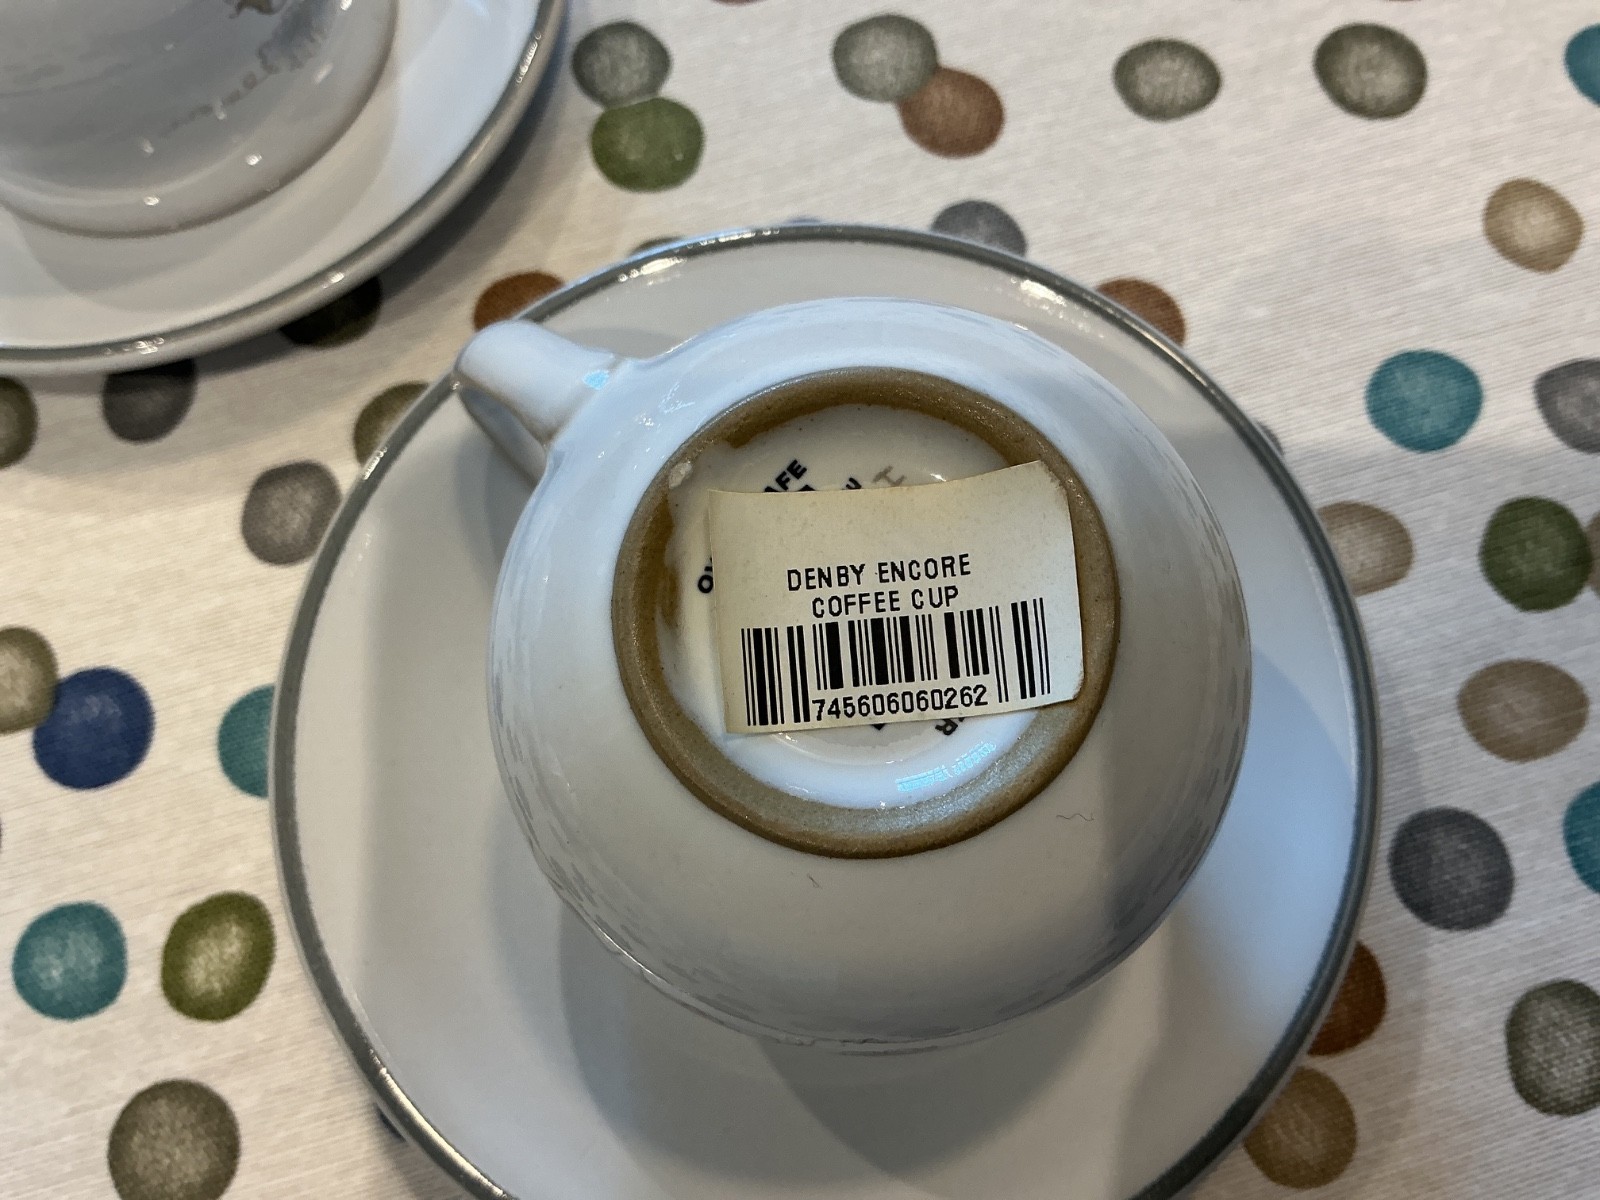 DENBY ENCORE
COFFEE CUP
745606060262